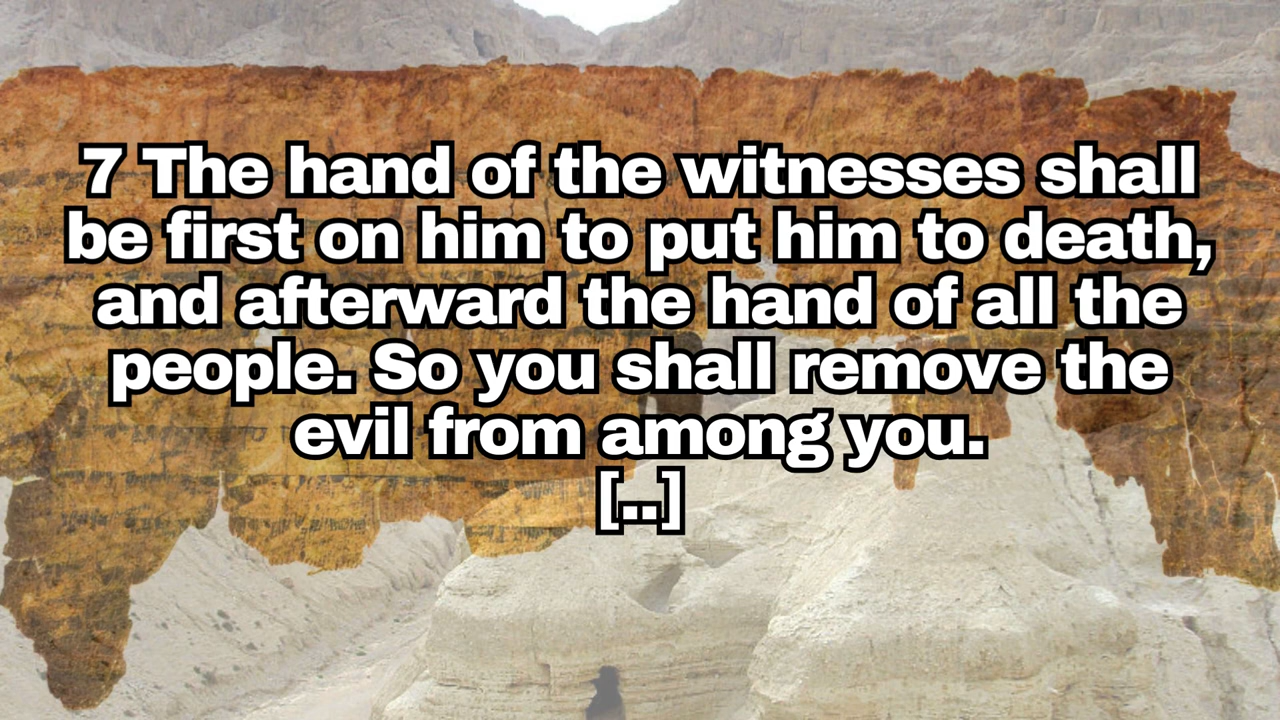 7 The hand of the witnesses shall
be first on him to put him to death,
and afterward the hand of all the
people. So you shall remove the
evil from among you.
[..]